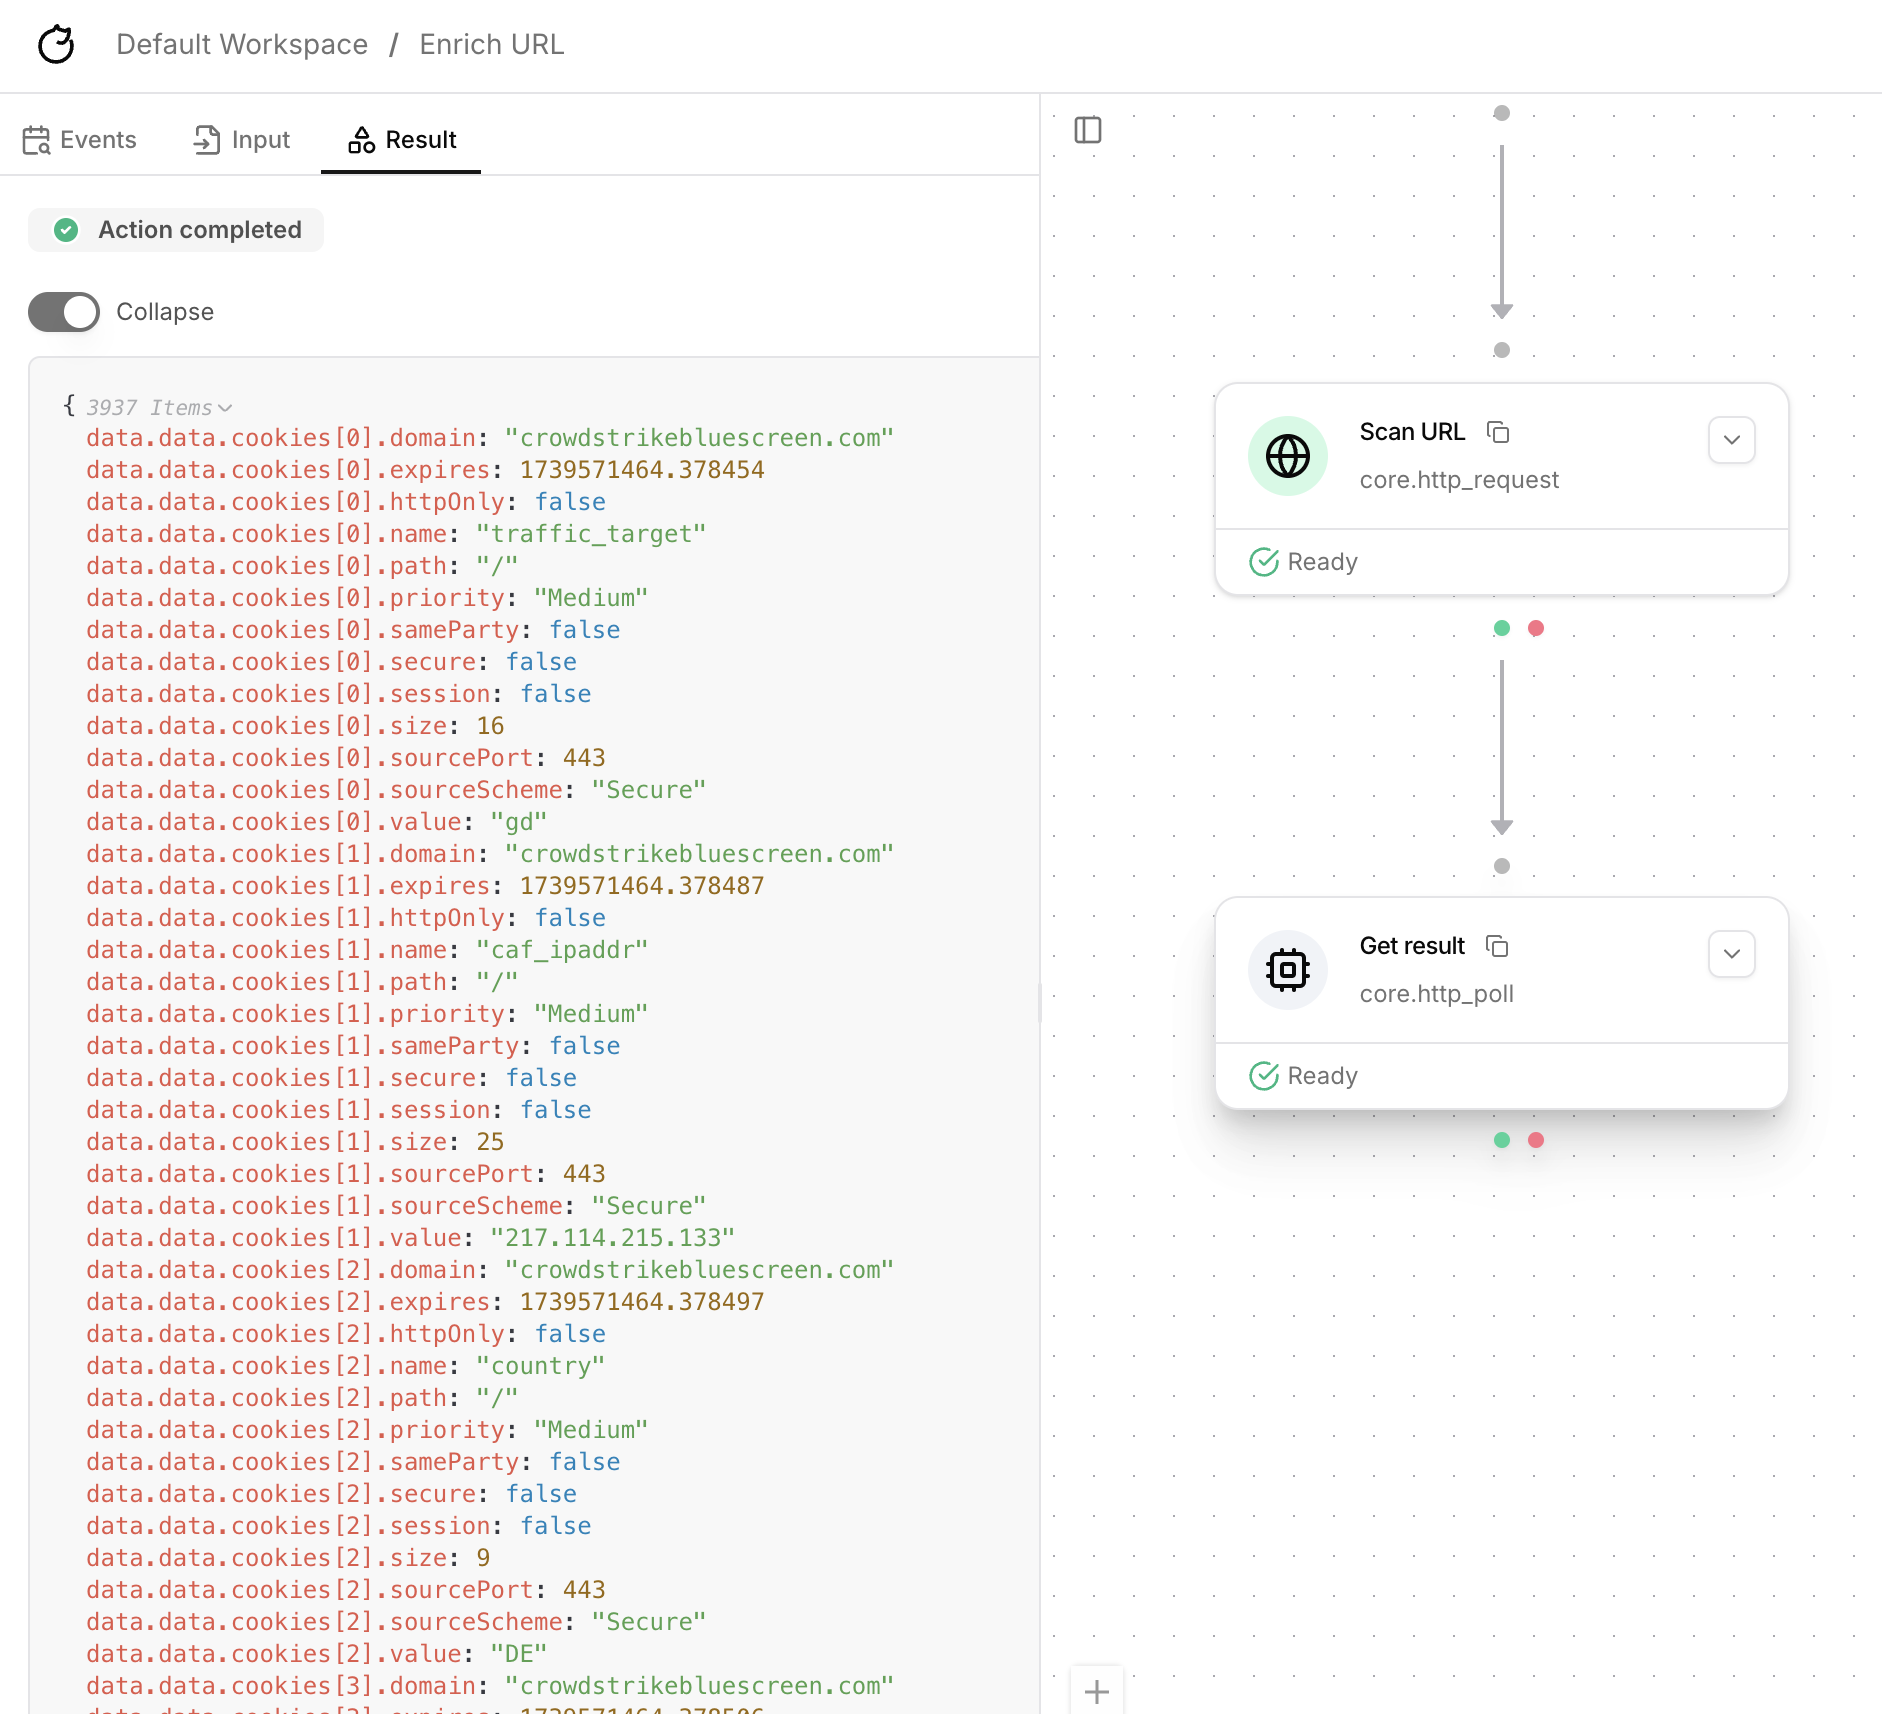 Default Workspace / Enrich URL
Events Input Result
Action completed
Collapse
{ 3937 Items
data.data.cookies[0].domain: "crowdstrikebluescreen.com"
data.data.cookies[0].expires: 1739571464.378454
data.data.cookies[0].httpOnly: false
data.data.cookies[0].name: "traffic_target"
data.data.cookies[0].path: "/"
data.data.cookies[0].priority: "Medium"
data.data.cookies[0].sameParty: false
data.data.cookies[0].secure: false
data.data.cookies[0].session: false
data.data.cookies[0].size: 16
data.data.cookies[0].sourcePort: 443
data.data.cookies[0].sourceScheme: "Secure"
data.data.cookies[0].value: "gd"
data.data.cookies[1].domain: "crowdstrikebluescreen.com"
data.data.cookies[1].expires: 1739571464.378487
data.data.cookies[1].httpOnly: false
data.data.cookies[1].name: "caf_ipaddr"
data.data.cookies[1].path: "/"
data.data.cookies[1].priority: "Medium"
data.data.cookies[1].sameParty: false
data.data.cookies[1].secure: false
data.data.cookies[1].session: false
data.data.cookies[1].size: 25
data.data.cookies[1].sourcePort: 443
data.data.cookies[1].sourceScheme: "Secure"
data.data.cookies[1].value: "217.114.215.133"
data.data.cookies[2].domain: "crowdstrikebluescreen.com"
data.data.cookies[2].expires: 1739571464.378497
data.data.cookies[2].httpOnly: false
data.data.cookies[2].name: "country"
data.data.cookies[2].path: "/"
data.data.cookies[2].priority: "Medium"
data.data.cookies[2].sameParty: false
data.data.cookies[2].secure: false
data.data.cookies[2].session: false
data.data.cookies[2].size: 9
data.data.cookies[2].sourcePort: 443
data.data.cookies[2].sourceScheme: "Secure"
data.data.cookies[2].value: "DE"
data.data.cookies[3].domain: "crowdstrikebluescreen.com"
Scan URL
core.http_request
Ready
Get result
core.http_poll
Ready